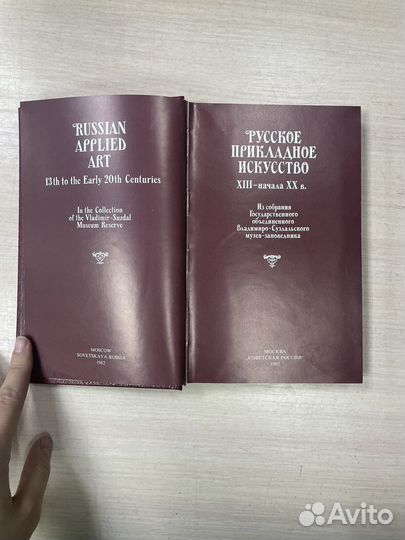 RUSSIAN
APPLIED
ART
13th to the Early 20th Centuries
In the Collection
of the Vladimir-Suzdal
Museum Reserve
MOSCOW
SOVETSKAYA ROSSIA
1982
РУССКОЕ
ПРИКЛАДНОЕ
ИСКУССТВО
XIII–начала XX в.
Из собрания
Государственного
объединенного
Владимиро-Суздальского
музея-заповедника
МОСКВА
„СОВЕТСКАЯ РОССИЯ“
1982
Avito